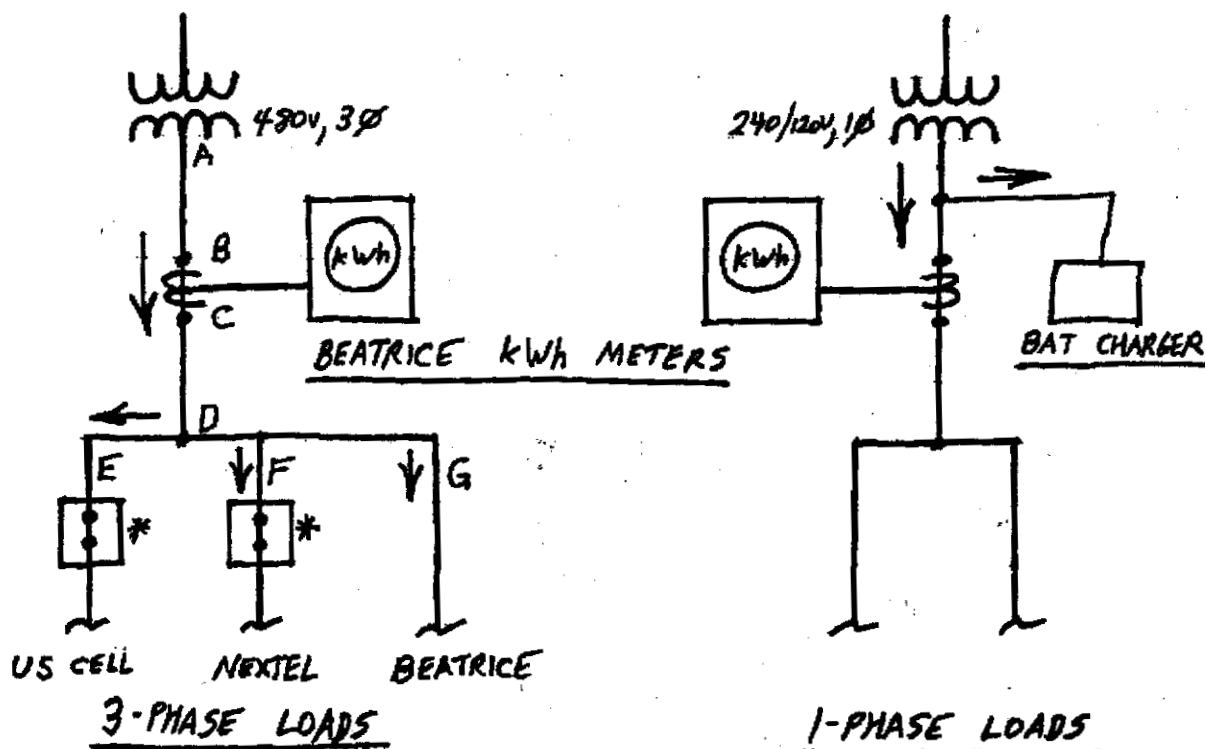 480V, 3Ø
A
B
kWh
C
BEATRICE kWh METERS
D
E
F
G
*
*
US CELL
NEXTEL
BEATRICE
3-PHASE LOADS
240/120V, 1Ø
kWh
BAT CHARGER
1-PHASE LOADS